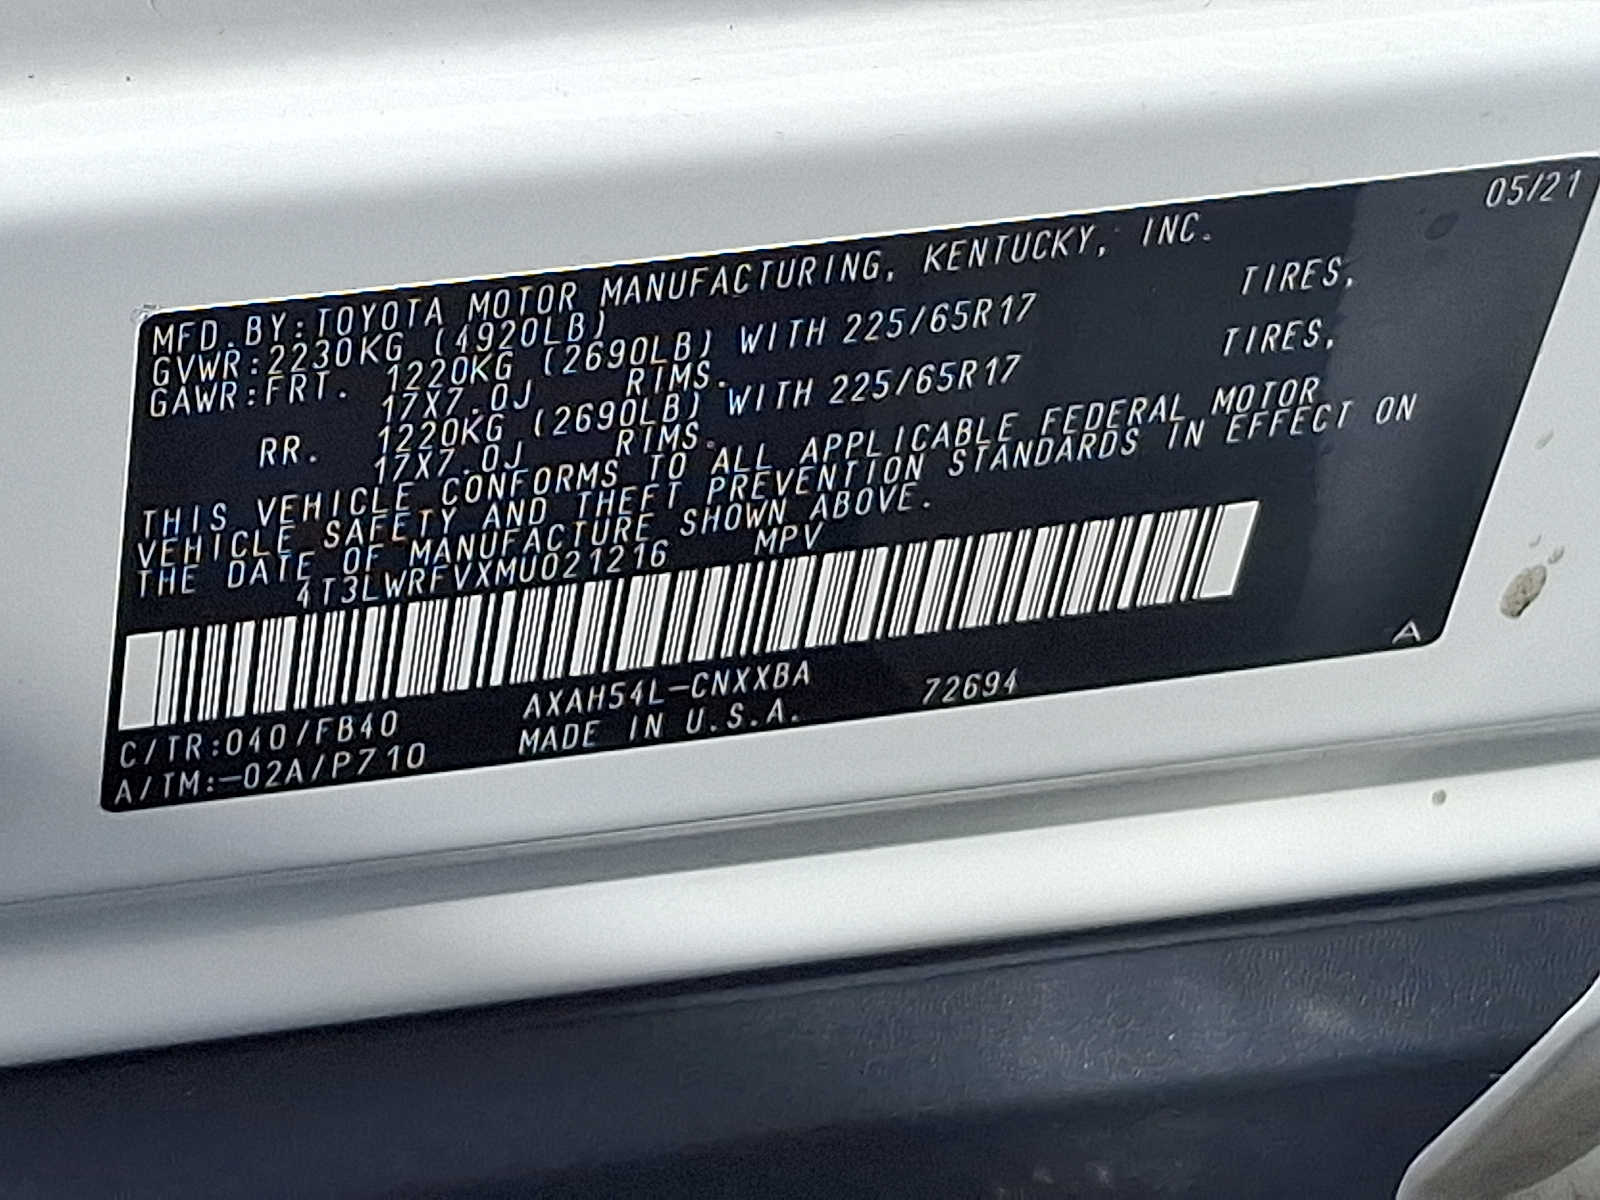 05/21
MFD.BY:TOYOTA MOTOR MANUFACTURING, KENTUCKY, INC.
GVWR:2230KG (4920LB)
GAWR:FRT. 1220KG (2690LB) WITH 225/65R17 TIRES,
17X7.0J RIMS.
RR. 1220KG (2690LB) WITH 225/65R17 TIRES,
17X7.0J RIMS.
THIS VEHICLE CONFORMS TO ALL APPLICABLE FEDERAL MOTOR
VEHICLE SAFETY AND THEFT PREVENTION STANDARDS IN EFFECT ON
THE DATE OF MANUFACTURE SHOWN ABOVE.
4T3LWRFVXMU021216 MPV
A
C/TR:040/FB40 AXAH54L-CNXXBA 72694
A/TM:-02A/P710 MADE IN U.S.A.